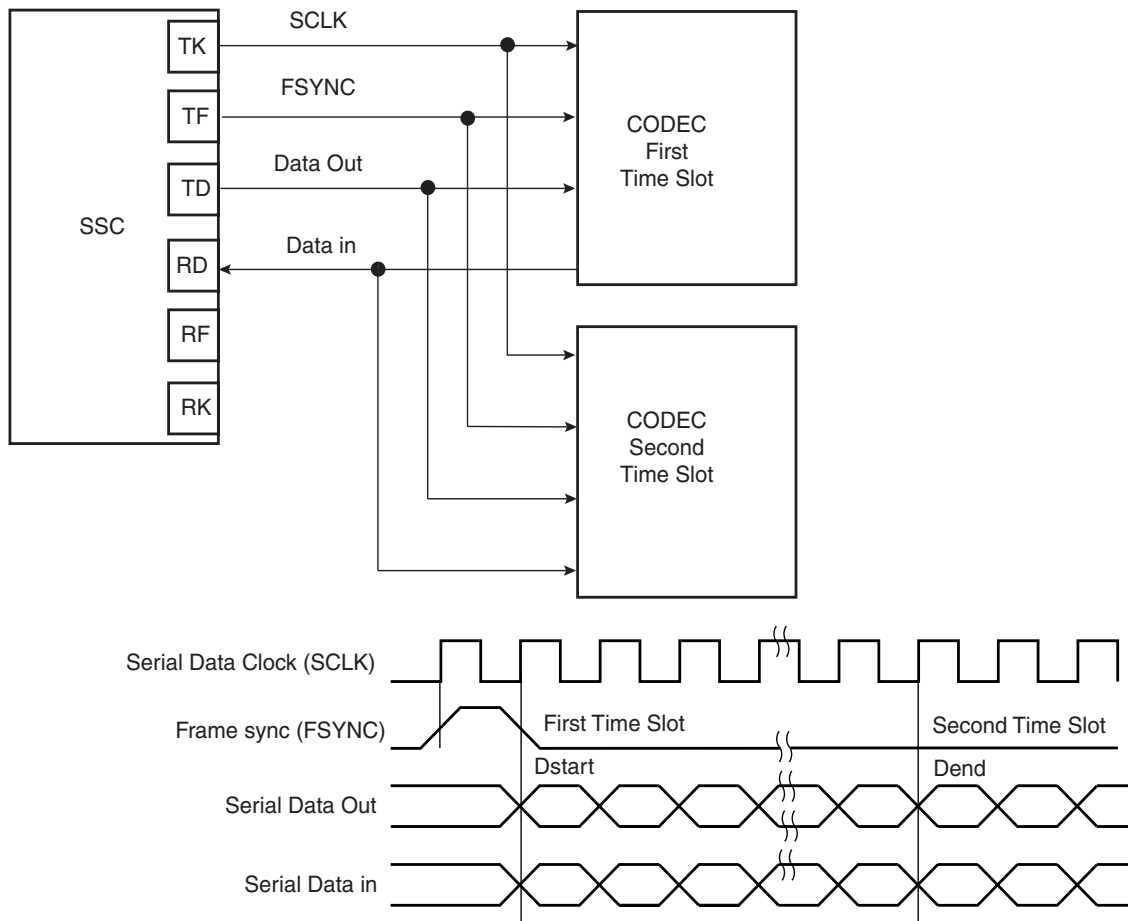 SSC
TK
TF
TD
RD
RF
RK
SCLK
FSYNC
Data Out
Data in
CODEC
First
Time Slot
CODEC
Second
Time Slot
Serial Data Clock (SCLK)
Frame sync (FSYNC)
First Time Slot
Second Time Slot
Dstart
Dend
Serial Data Out
Serial Data in